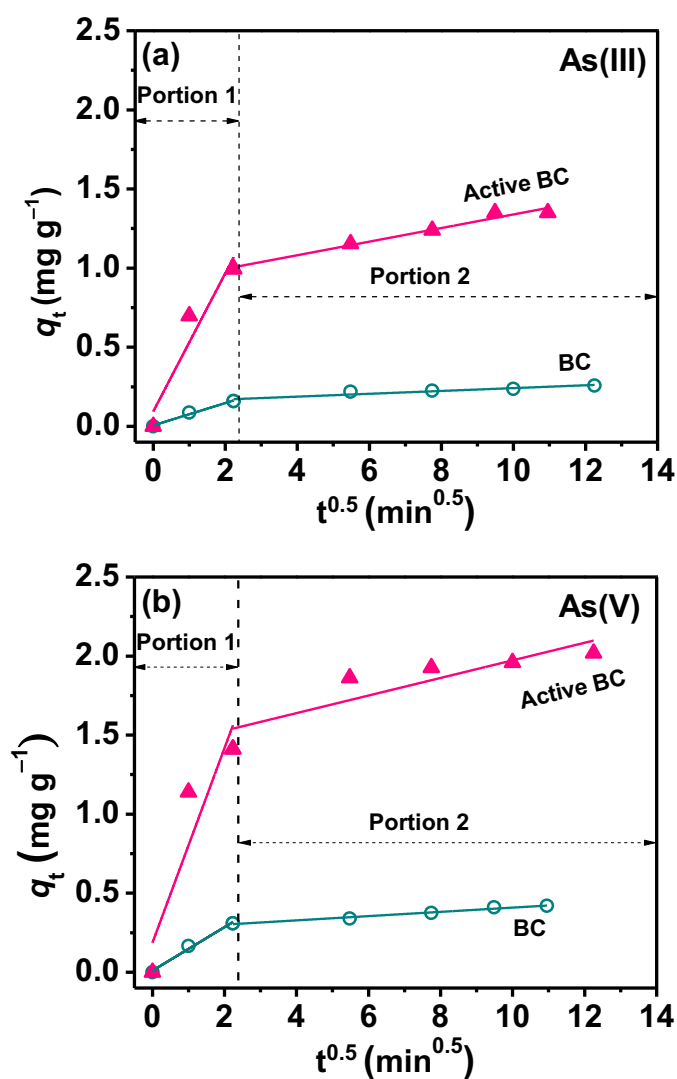 (a)
As(III)
Portion 1
Active BC
Portion 2
BC
2.5
2.0
1.5
1.0
0.5
0.0
qt (mg g−1)
0 2 4 6 8 10 12 14
t0.5 (min0.5)
(b)
As(V)
Portion 1
Active BC
Portion 2
BC
2.5
2.0
1.5
1.0
0.5
0.0
qt (mg g−1)
0 2 4 6 8 10 12 14
t0.5 (min0.5)